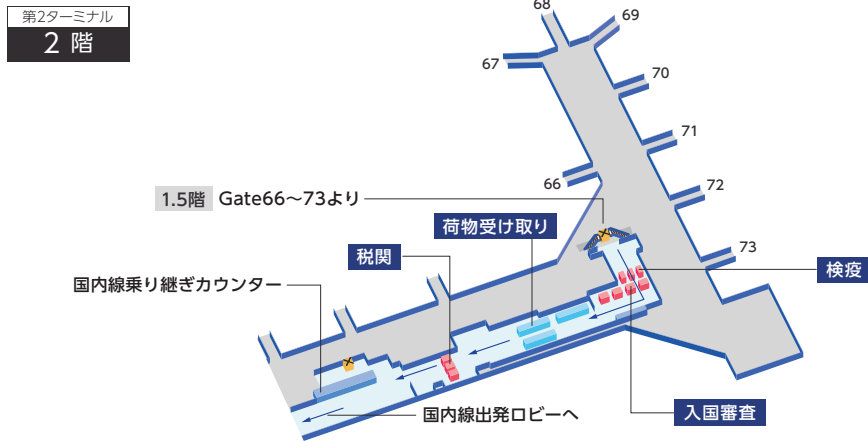 第2ターミナル
2 階
68
69
67
70
71
66
72
1.5階 Gate66〜73より
荷物受け取り
73
税関
検疫
国内線乗り継ぎカウンター
国内線出発ロビーへ
入国審査